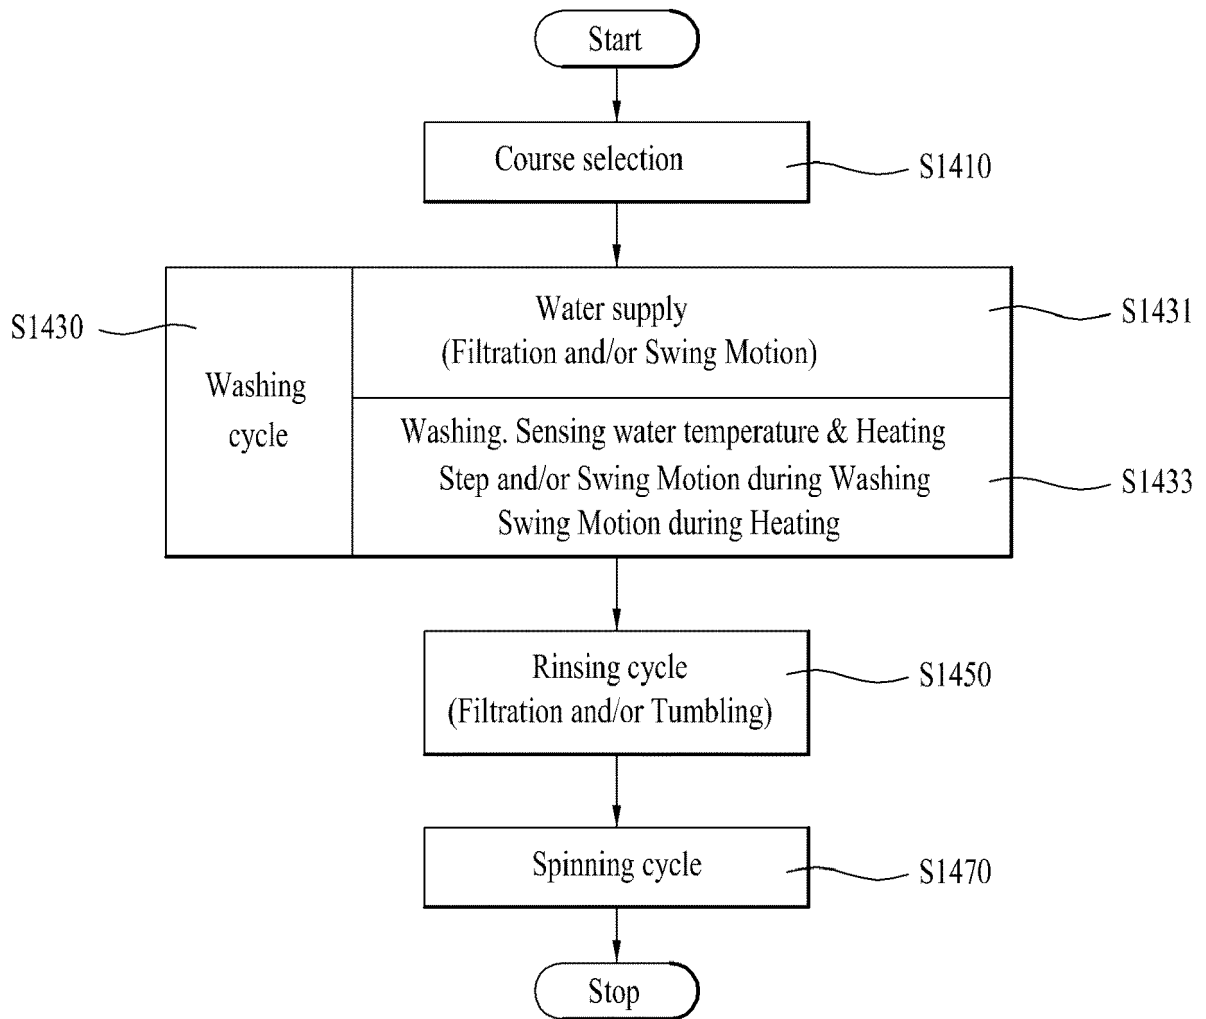 Start
Course selection
S1410
S1430
Washing
cycle
Water supply
(Filtration and/or Swing Motion)
S1431
Washing. Sensing water temperature & Heating
Step and/or Swing Motion during Washing
Swing Motion during Heating
S1433
Rinsing cycle
(Filtration and/or Tumbling)
S1450
Spinning cycle
S1470
Stop